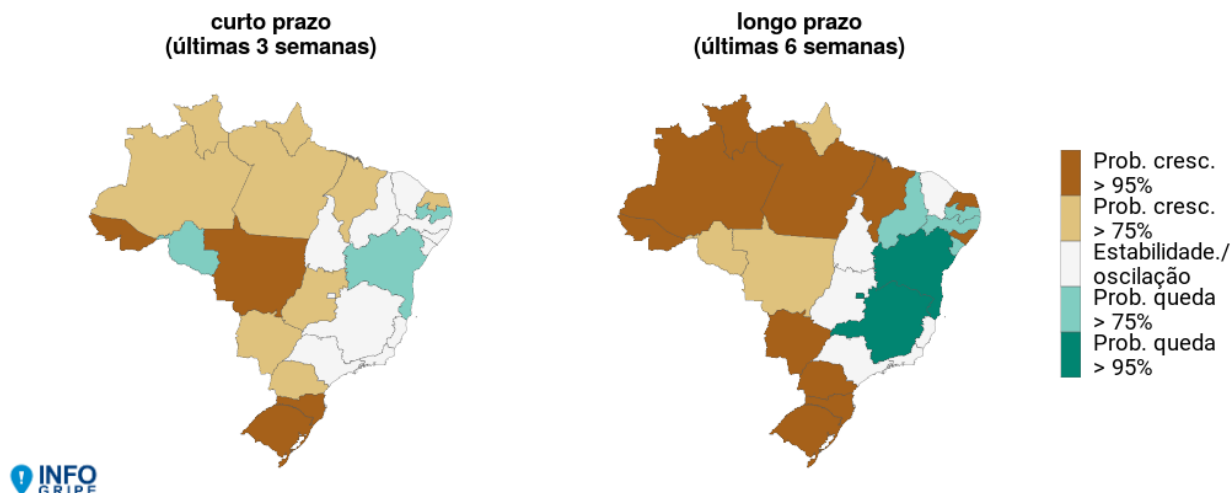 curto prazo
(últimas 3 semanas)
longo prazo
(últimas 6 semanas)
Prob. cresc.
> 95%
Prob. cresc.
> 75%
Estabilidade./
oscilação
Prob. queda
> 75%
Prob. queda
> 95%
INFO
GRIPE